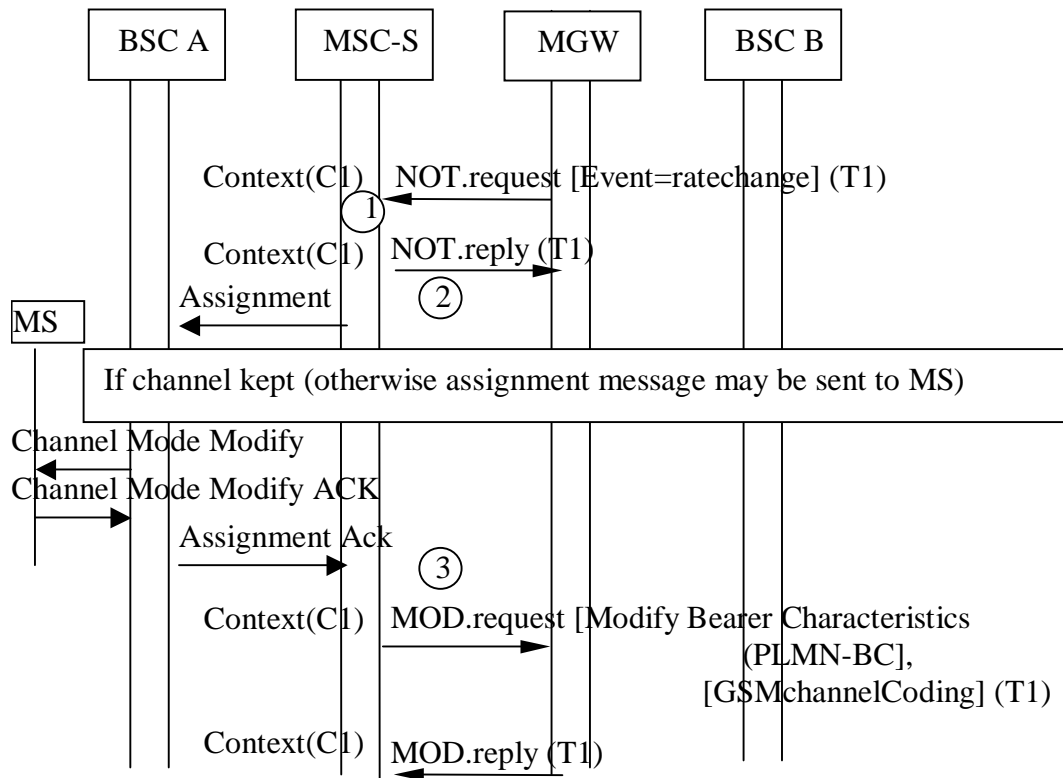 BSC A
MSC-S
MGW
BSC B
Context(C1)
NOT.request [Event=ratechange] (T1)
1
Context(C1)
NOT.reply (T1)
2
Assignment
MS
If channel kept (otherwise assignment message may be sent to MS)
Channel Mode Modify
Channel Mode Modify ACK
Assignment Ack
3
Context(C1)
MOD.request [Modify Bearer Characteristics
(PLMN-BC],
[GSMchannelCoding] (T1)
Context(C1)
MOD.reply (T1)